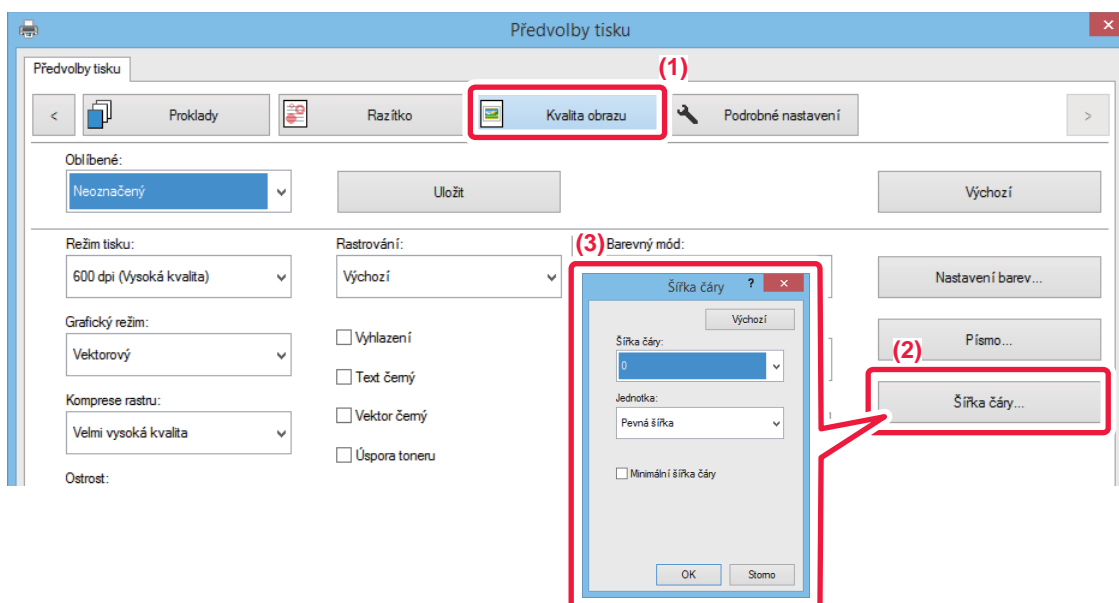 Předvolby tisku
Předvolby tisku
(1)
< Proklady Razítko Kvalita obrazu Podrobné nastavení >
Oblíbené:
Neoznačený Uložit Výchozí
Režim tisku: Rastrování: (3) Barevný mód:
600 dpi (Vysoká kvalita) Výchozí Nastavení barev...
Šířka čáry ?
Výchozí
Grafický režim:
Vektorový Vyhlazení Šířka čáry: (2) Písmo...
Text černý 0
Komprese rastru: Jednotka: Šířka čáry...
Velmi vysoká kvalita Vektor černý Pevná šířka
Úspora toneru
Ostrost: Minimální šířka čáry
OK Storno